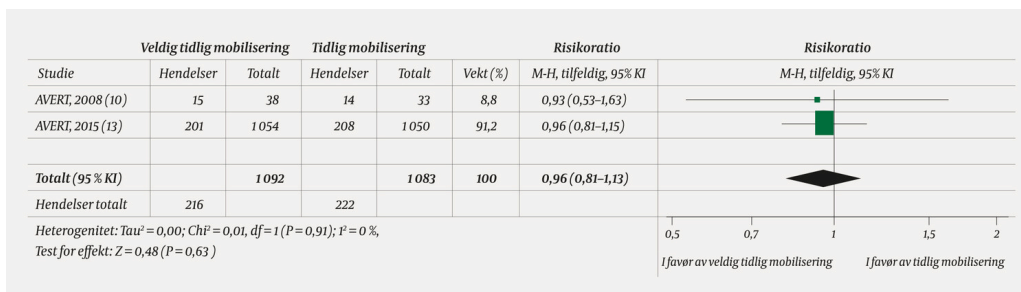 Veldig tidlig mobilisering Tidlig mobilisering Risikoratio Risikoratio
Studie Hendelser Totalt Hendelser Totalt Vekt (%) M-H, tilfeldig, 95% KI M-H, tilfeldig, 95% KI
AVERT, 2008 (10) 15 38 14 33 8,8 0,93 (0,53–1,63)
AVERT, 2015 (13) 201 1 054 208 1 050 91,2 0,96 (0,81–1,15)
Totalt (95 % KI) 1 092 1 083 100 0,96 (0,81–1,13)
Hendelser totalt 216 222
Heterogenitet: Tau² = 0,00; Chi² = 0,01, df = 1 (P = 0,91); I² = 0 %,
Test for effekt: Z = 0,48 (P = 0,63 )
0,5 0,7 1 1,5 2
I favør av veldig tidlig mobilisering I favør av tidlig mobilisering